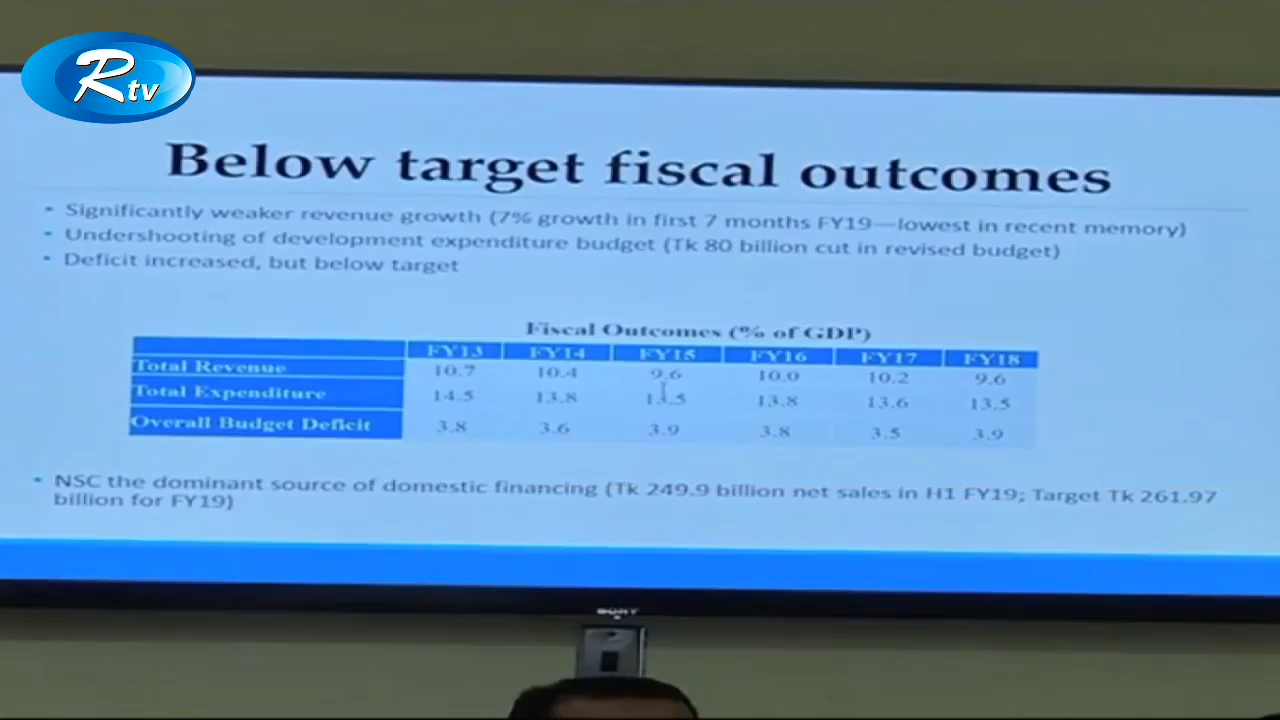 Rtv
Below target fiscal outcomes
• Significantly weaker revenue growth (7% growth in first 7 months FY19—lowest in recent memory)
• Undershooting of development expenditure budget (Tk 80 billion cut in revised budget)
• Deficit increased, but below target
Fiscal Outcomes (% of GDP)
FY13 FY14 FY15 FY16 FY17 FY18
Total Revenue 10.7 10.4 9.6 10.0 10.2 9.6
Total Expenditure 14.5 13.8 13.5 13.8 13.6 13.5
Overall Budget Deficit 3.8 3.6 3.9 3.8 3.5 3.9
• NSC the dominant source of domestic financing (Tk 249.9 billion net sales in H1 FY19; Target Tk 261.97
billion for FY19)
SONY